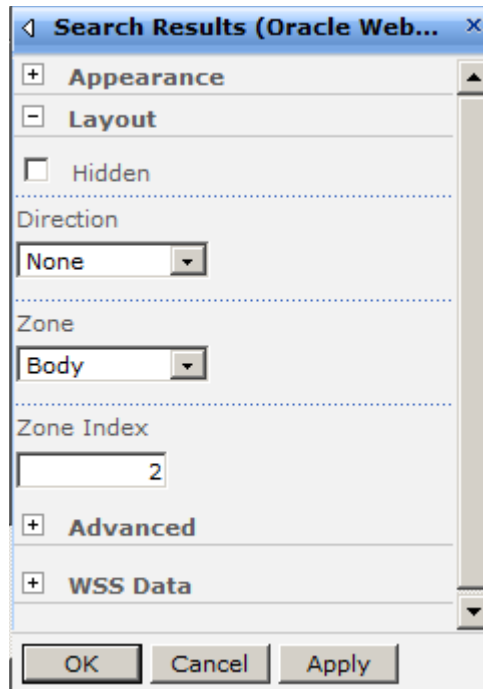 Search Results (Oracle Web...
Appearance
Layout
Hidden
Direction
None
Zone
Body
Zone Index
2
Advanced
WSS Data
OK Cancel Apply